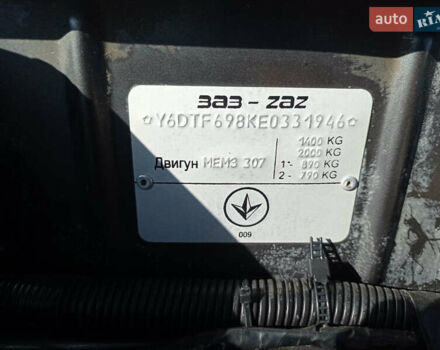 auto RIA
ЗАЗ - ZAZ
✩Y6DTF698KE0331946✩
1400 KG
2000 KG
Двигун МЕМЗ 307 1- 890 KG
2 - 790 KG
009